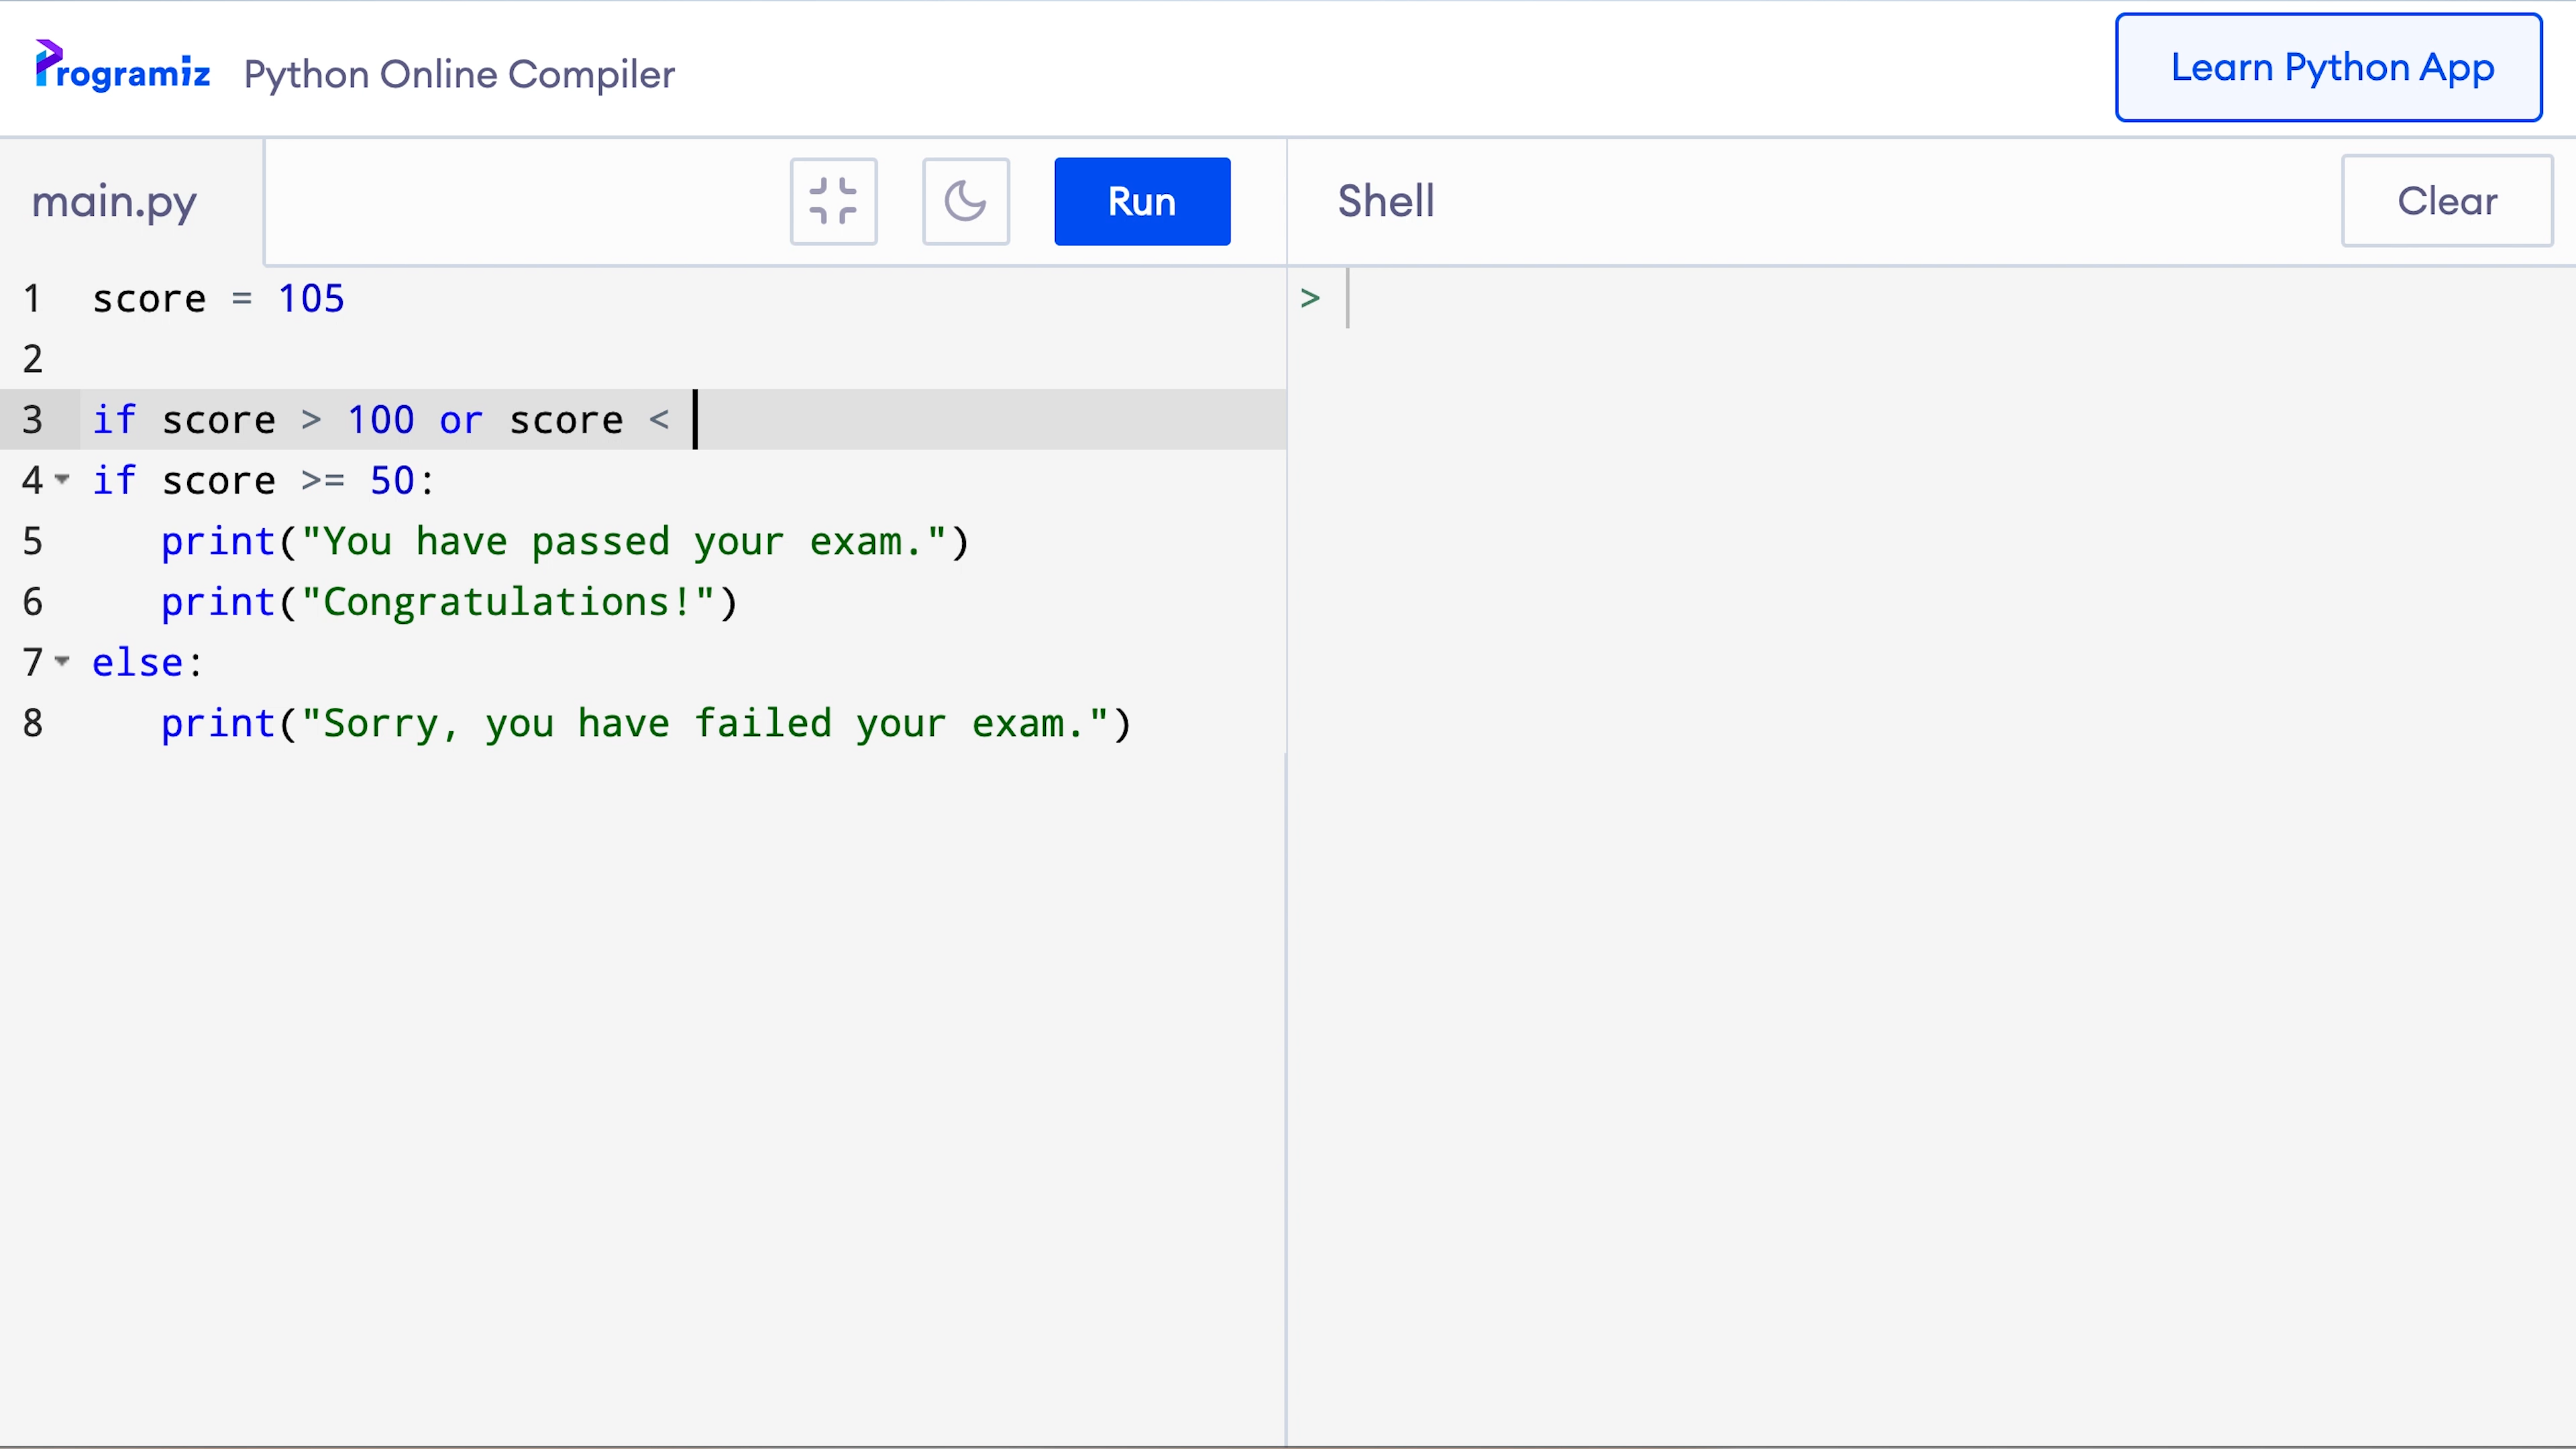 Programiz Python Online Compiler
Learn Python App
main.py
Run
Shell
Clear
1 score = 105
2
3 if score > 100 or score <
4 if score >= 50:
5    print("You have passed your exam.")
6    print("Congratulations!")
7 else:
8    print("Sorry, you have failed your exam.")
>